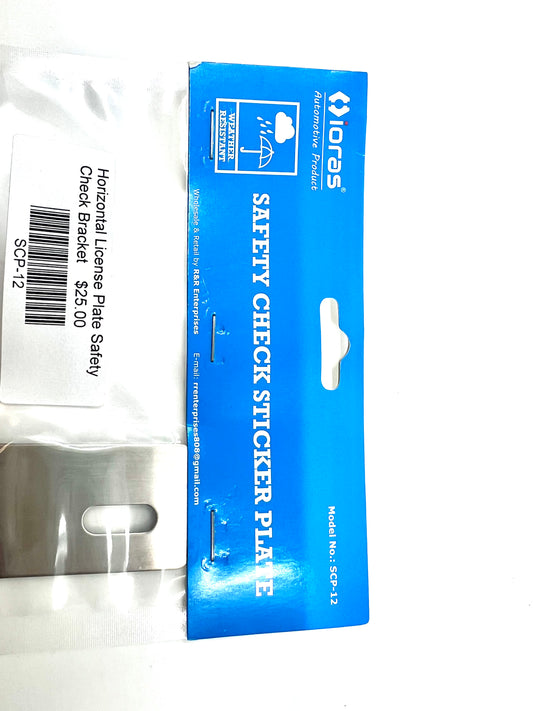 ioras®
Automotive Product
WEATHER
RESISTANT
SAFETY CHECK STICKER PLATE
Model No.: SCP-12
Wholesale & Retail by R&R Enterprises E-mail: rrenterprises808@gmail.com
Horizontal License Plate Safety
Check Bracket $25.00
SCP-12